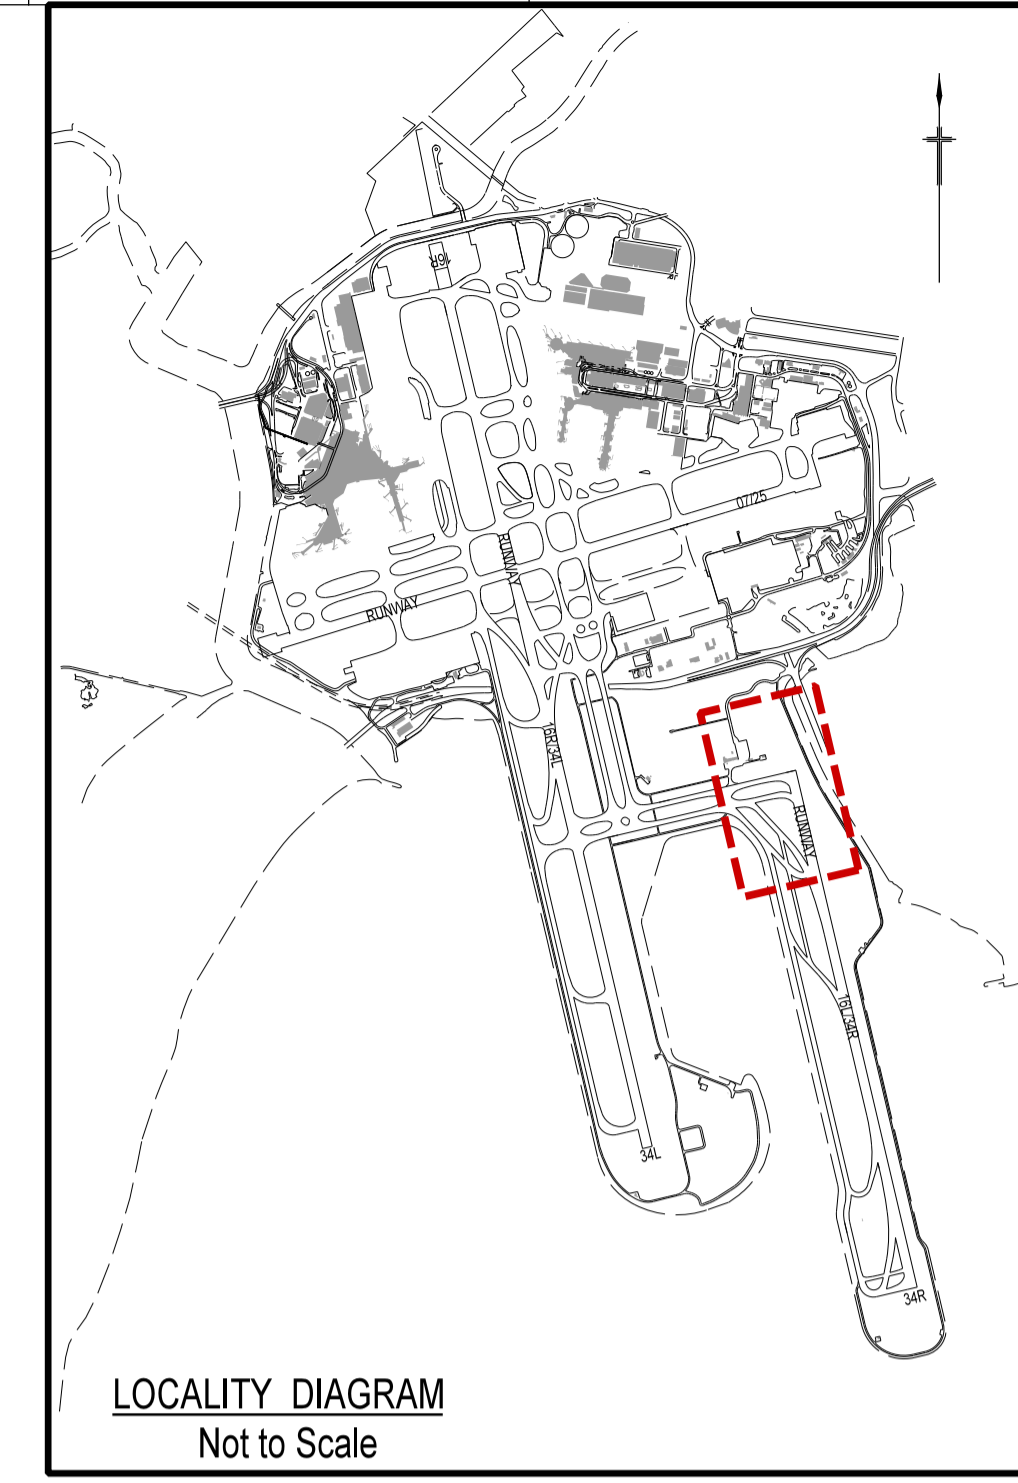 16R
07/25
RUNWAY
RUNWAY
16R/34L
RUNWAY
16L/34R
34L
34R
LOCALITY DIAGRAM
Not to Scale